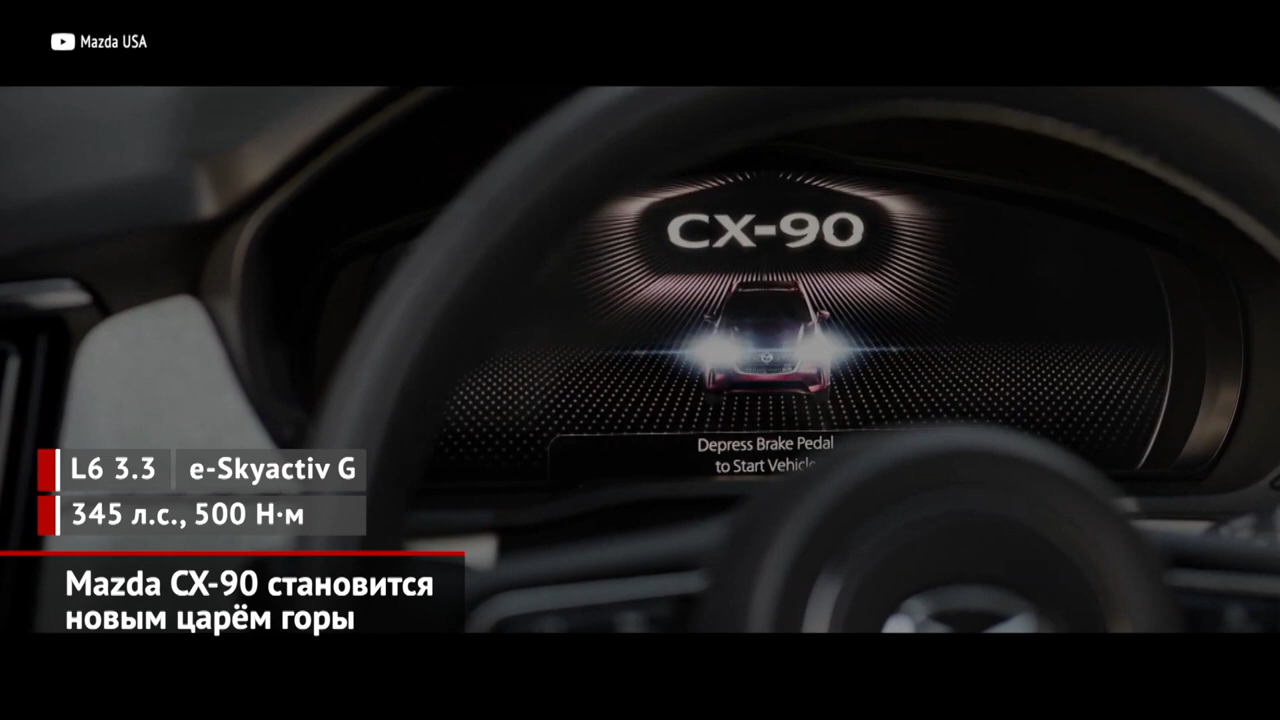 Mazda USA
CX-90
Depress Brake Pedal
to Start Vehicle
L6 3.3 e-Skyactiv G
345 л.с., 500 Н·м
Mazda CX-90 становится
новым царём горы